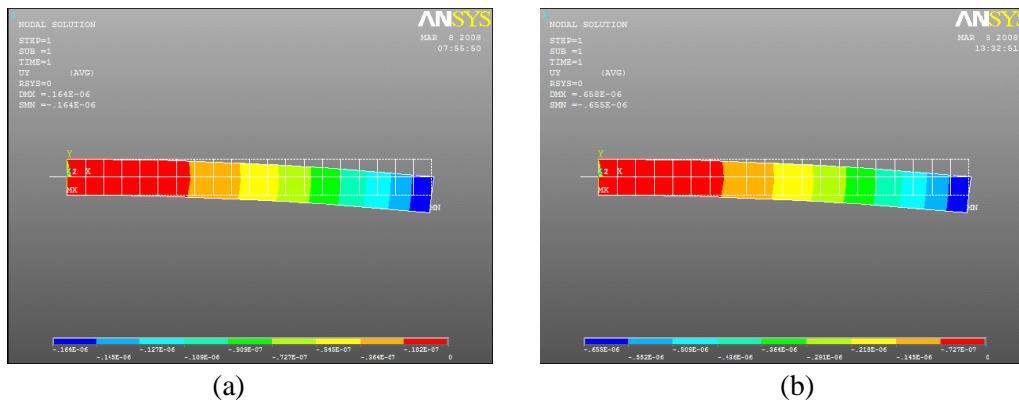 1
NODAL SOLUTION
STEP=1
SUB =1
TIME=1
UY (AVG)
RSYS=0
DMX =.164E-06
SMN =-.164E-06
ANSYS
MAR 8 2008
07:55:50
Y
Z X
MX
MN
-.164E-06 -.127E-06 -.909E-07 -.545E-07 -.182E-07
-.145E-06 -.109E-06 -.727E-07 -.364E-07 0
(a)
1
NODAL SOLUTION
STEP=1
SUB =1
TIME=1
UY (AVG)
RSYS=0
DMX =.658E-06
SMN =-.655E-06
ANSYS
MAR 8 2008
13:32:51
Y
Z X
MX
MN
-.655E-06 -.509E-06 -.364E-06 -.218E-06 -.727E-07
-.582E-06 -.436E-06 -.291E-06 -.145E-06 0
(b)